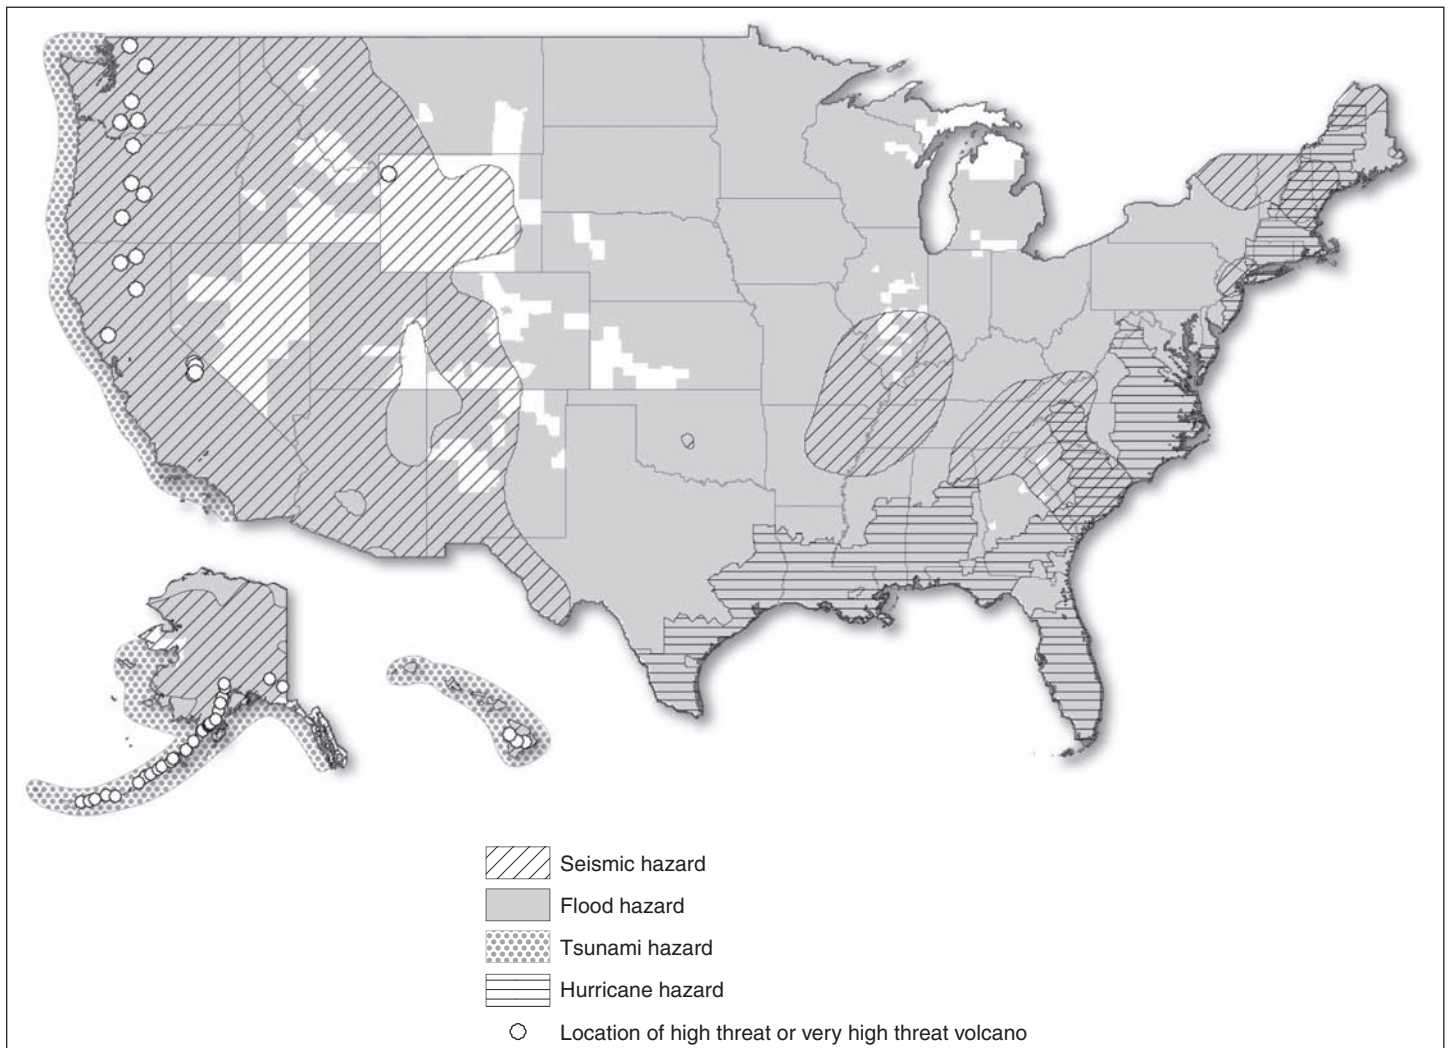 Seismic hazard
Flood hazard
Tsunami hazard
Hurricane hazard
Location of high threat or very high threat volcano